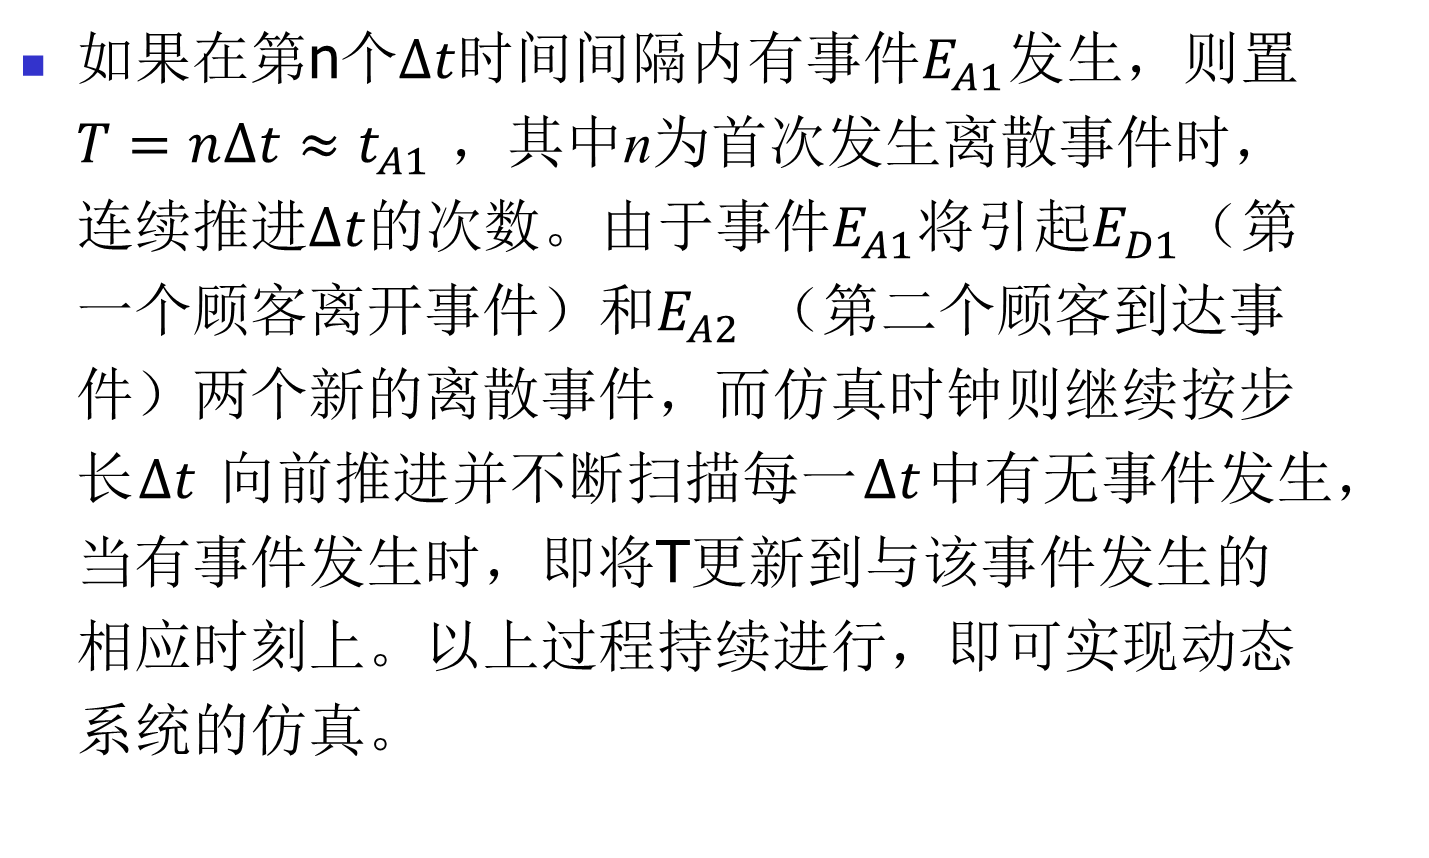 如果在第n个Δt时间间隔内有事件E_{A1}发生，则置
T = nΔt ≈ t_{A1} ，其中n为首次发生离散事件时，
连续推进Δt的次数。由于事件E_{A1}将引起E_{D1}（第
一个顾客离开事件）和E_{A2} （第二个顾客到达事
件）两个新的离散事件，而仿真时钟则继续按步
长Δt 向前推进并不断扫描每一Δt中有无事件发生，
当有事件发生时，即将T更新到与该事件发生的
相应时刻上。以上过程持续进行，即可实现动态
系统的仿真。